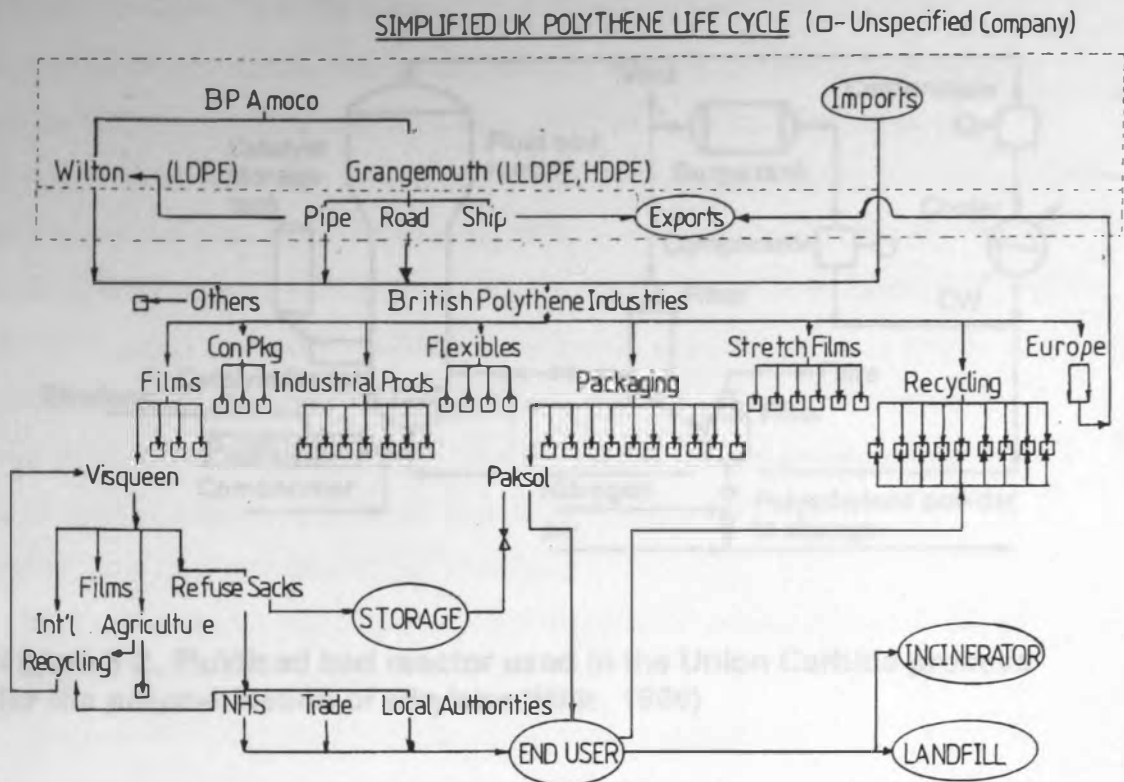 SIMPLIFIED UK POLYTHENE LIFE CYCLE (□- Unspecified Company)
BP Amoco
Imports
Wilton
(LDPE)
Grangemouth (LLDPE, HDPE)
Pipe
Road
Ship
Exports
Others
British Polythene Industries
Con Pkg
Flexibles
Stretch Films
Europe
Films
Industrial Prods
Packaging
Recycling
Visqueen
Paksol
Films
Refuse Sacks
STORAGE
Int'l
Agriculture
Recycling
INCINERATOR
NHS
Trade
Local Authorities
END USER
LANDFILL